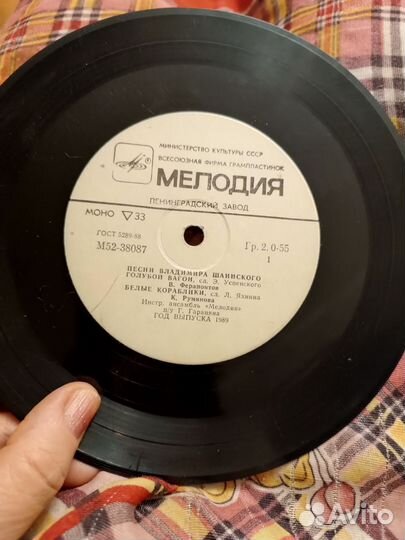 МИНИСТЕРСТВО КУЛЬТУРЫ СССР
ВСЕСОЮЗНАЯ ФИРМА ГРАМПЛАСТИНОК
МЕЛОДИЯ
ЛЕНИНГРАДСКИЙ ЗАВОД
МОНО ▽ 33
ГОСТ 5289-88
М52-38087
Гр. 2. 0-55
1
ПЕСНИ ВЛАДИМИРА ШАИНСКОГО
ГОЛУБОЙ ВАГОН, сл. Э. Успенского
В. Ферапонтов
БЕЛЫЕ КОРАБЛИКИ, сл. Л. Яхнина
К. Румянова
Инстр. ансамбль «Мелодия»
п/у Г. Гараняна
ГОД ВЫПУСКА 1989
Avito